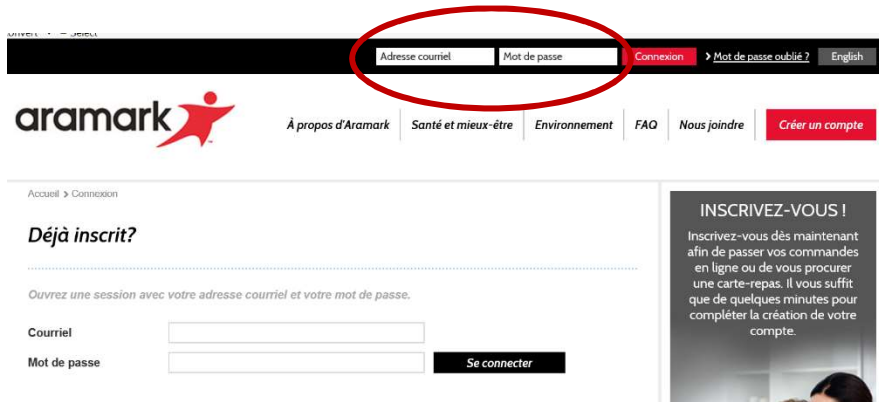 Adresse courriel Mot de passe Connexion > Mot de passe oublié ? English
aramark
À propos d'Aramark Santé et mieux-être Environnement FAQ Nous joindre Créer un compte
Accueil > Connexion
Déjà inscrit?
Ouvrez une session avec votre adresse courriel et votre mot de passe.
Courriel
Mot de passe Se connecter
INSCRIVEZ-VOUS !
Inscrivez-vous dès maintenant
afin de passer vos commandes
en ligne ou de vous procurer
une carte-repas. Il vous suffit
que de quelques minutes pour
compléter la création de votre
compte.